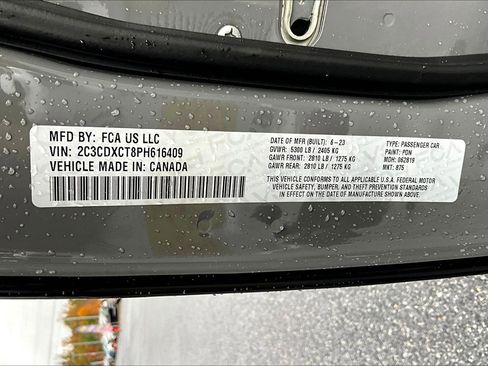 MFD BY: FCA US LLC
VIN: 2C3CDXCT8PH616409
VEHICLE MADE IN: CANADA
DATE OF MFR (BUILT): 6-23
GVWR: 5300 LB / 2405 KG
GAWR FRONT: 2810 LB / 1275 KG
GAWR REAR: 2810 LB / 1275 KG
TYPE: PASSENGER CAR
PAINT: PDN
MDH: 062819
MKT: 875
THIS VEHICLE CONFORMS TO ALL APPLICABLE U.S.A. FEDERAL MOTOR
VEHICLE SAFETY, BUMPER, AND THEFT PREVENTION STANDARDS
IN EFFECT ON THE DATE OF MANUFACTURE SHOWN ABOVE.